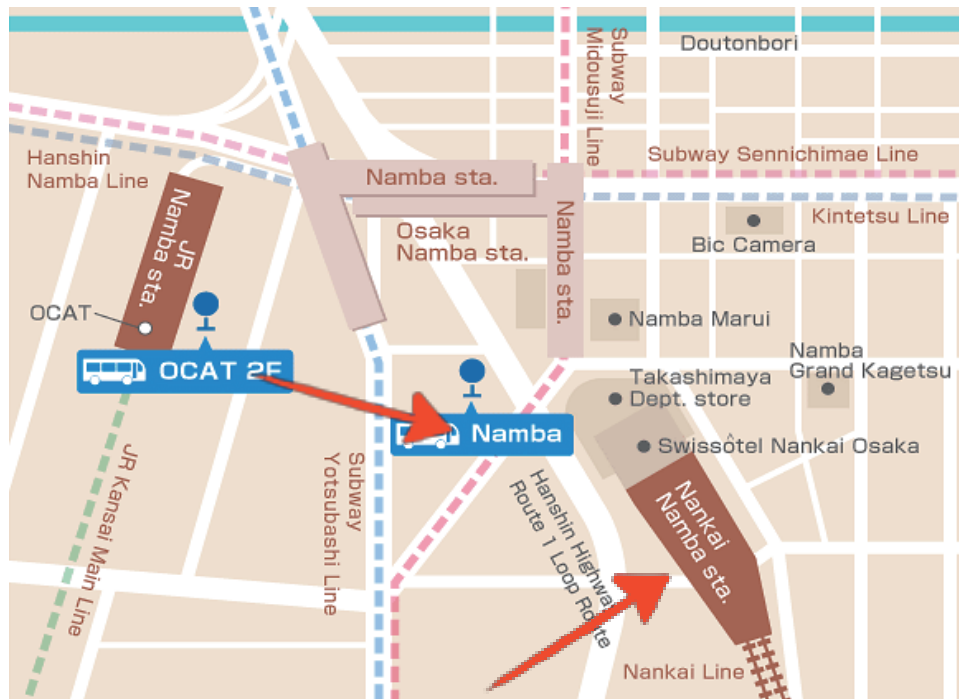 Doutonbori
Subway
Midousuji Line
Hanshin
Namba Line
Subway Sennichimae Line
Namba sta.
JR
Namba sta.
Osaka
Namba sta.
Namba sta.
Kintetsu Line
Bic Camera
OCAT
Namba Marui
Namba
Grand Kagetsu
OCAT 2F
Takashimaya
Dept. store
Namba
Swissôtel Nankai Osaka
JR Kansai Main Line
Subway
Yotsubashi Line
Hanshin Highway
Route 1 Loop Route
Nankai
Namba sta.
Nankai Line